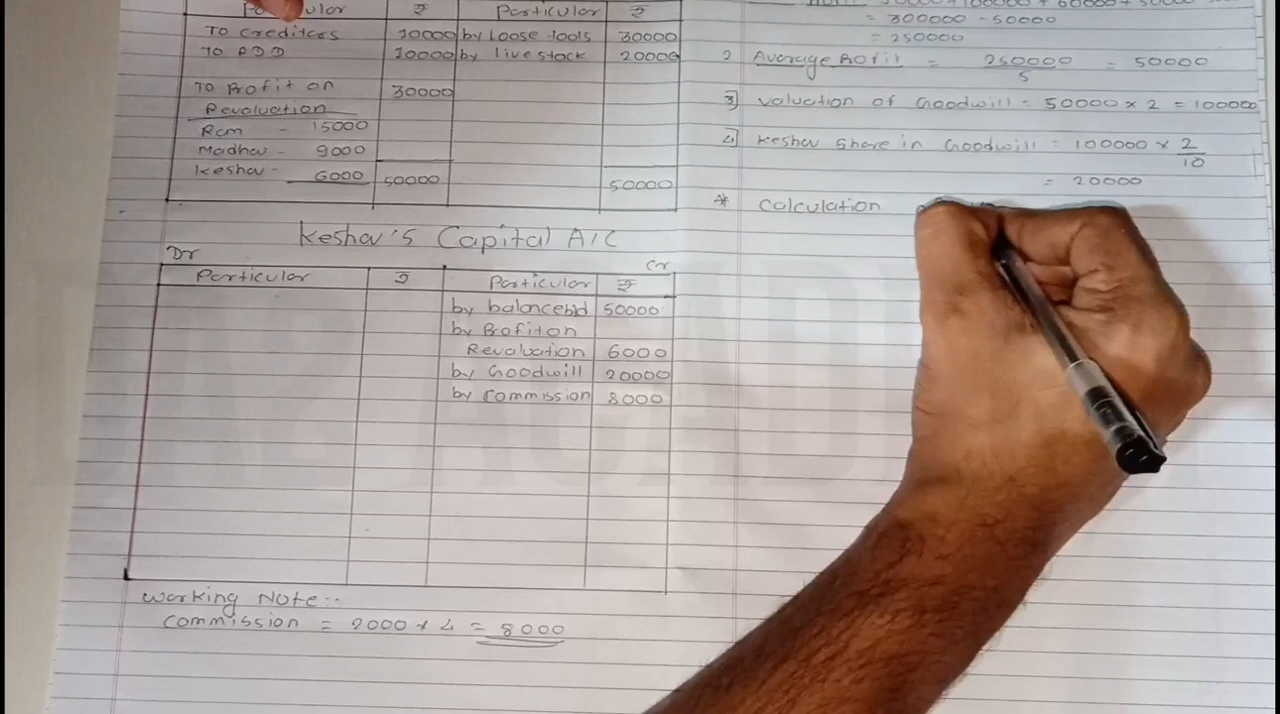 Particular ₹ Particular ₹
To Creditors 10000 by Loose tools 30000
To RDD 10000 by live stock 20000
To Profit on 30000
Revaluation
Ram - 15000
Madhav - 9000
Keshav - 6000 50000 50000
Keshav's Capital A/C
Dr Cr
Particular ₹ Particular ₹
by balance b/d 50000
by Profit on
Revaluation 6000
by Goodwill 20000
by Commission 8000
Working Note:-
Commission = 2000 × 4 = 8000
= 300000 - 50000
= 250000
2 Average Profit = 250000 / 5 = 50000
3] Valuation of Goodwill = 50000 × 2 = 100000
4] Keshav Share in Goodwill = 100000 × 2/10
= 20000
* Calculation